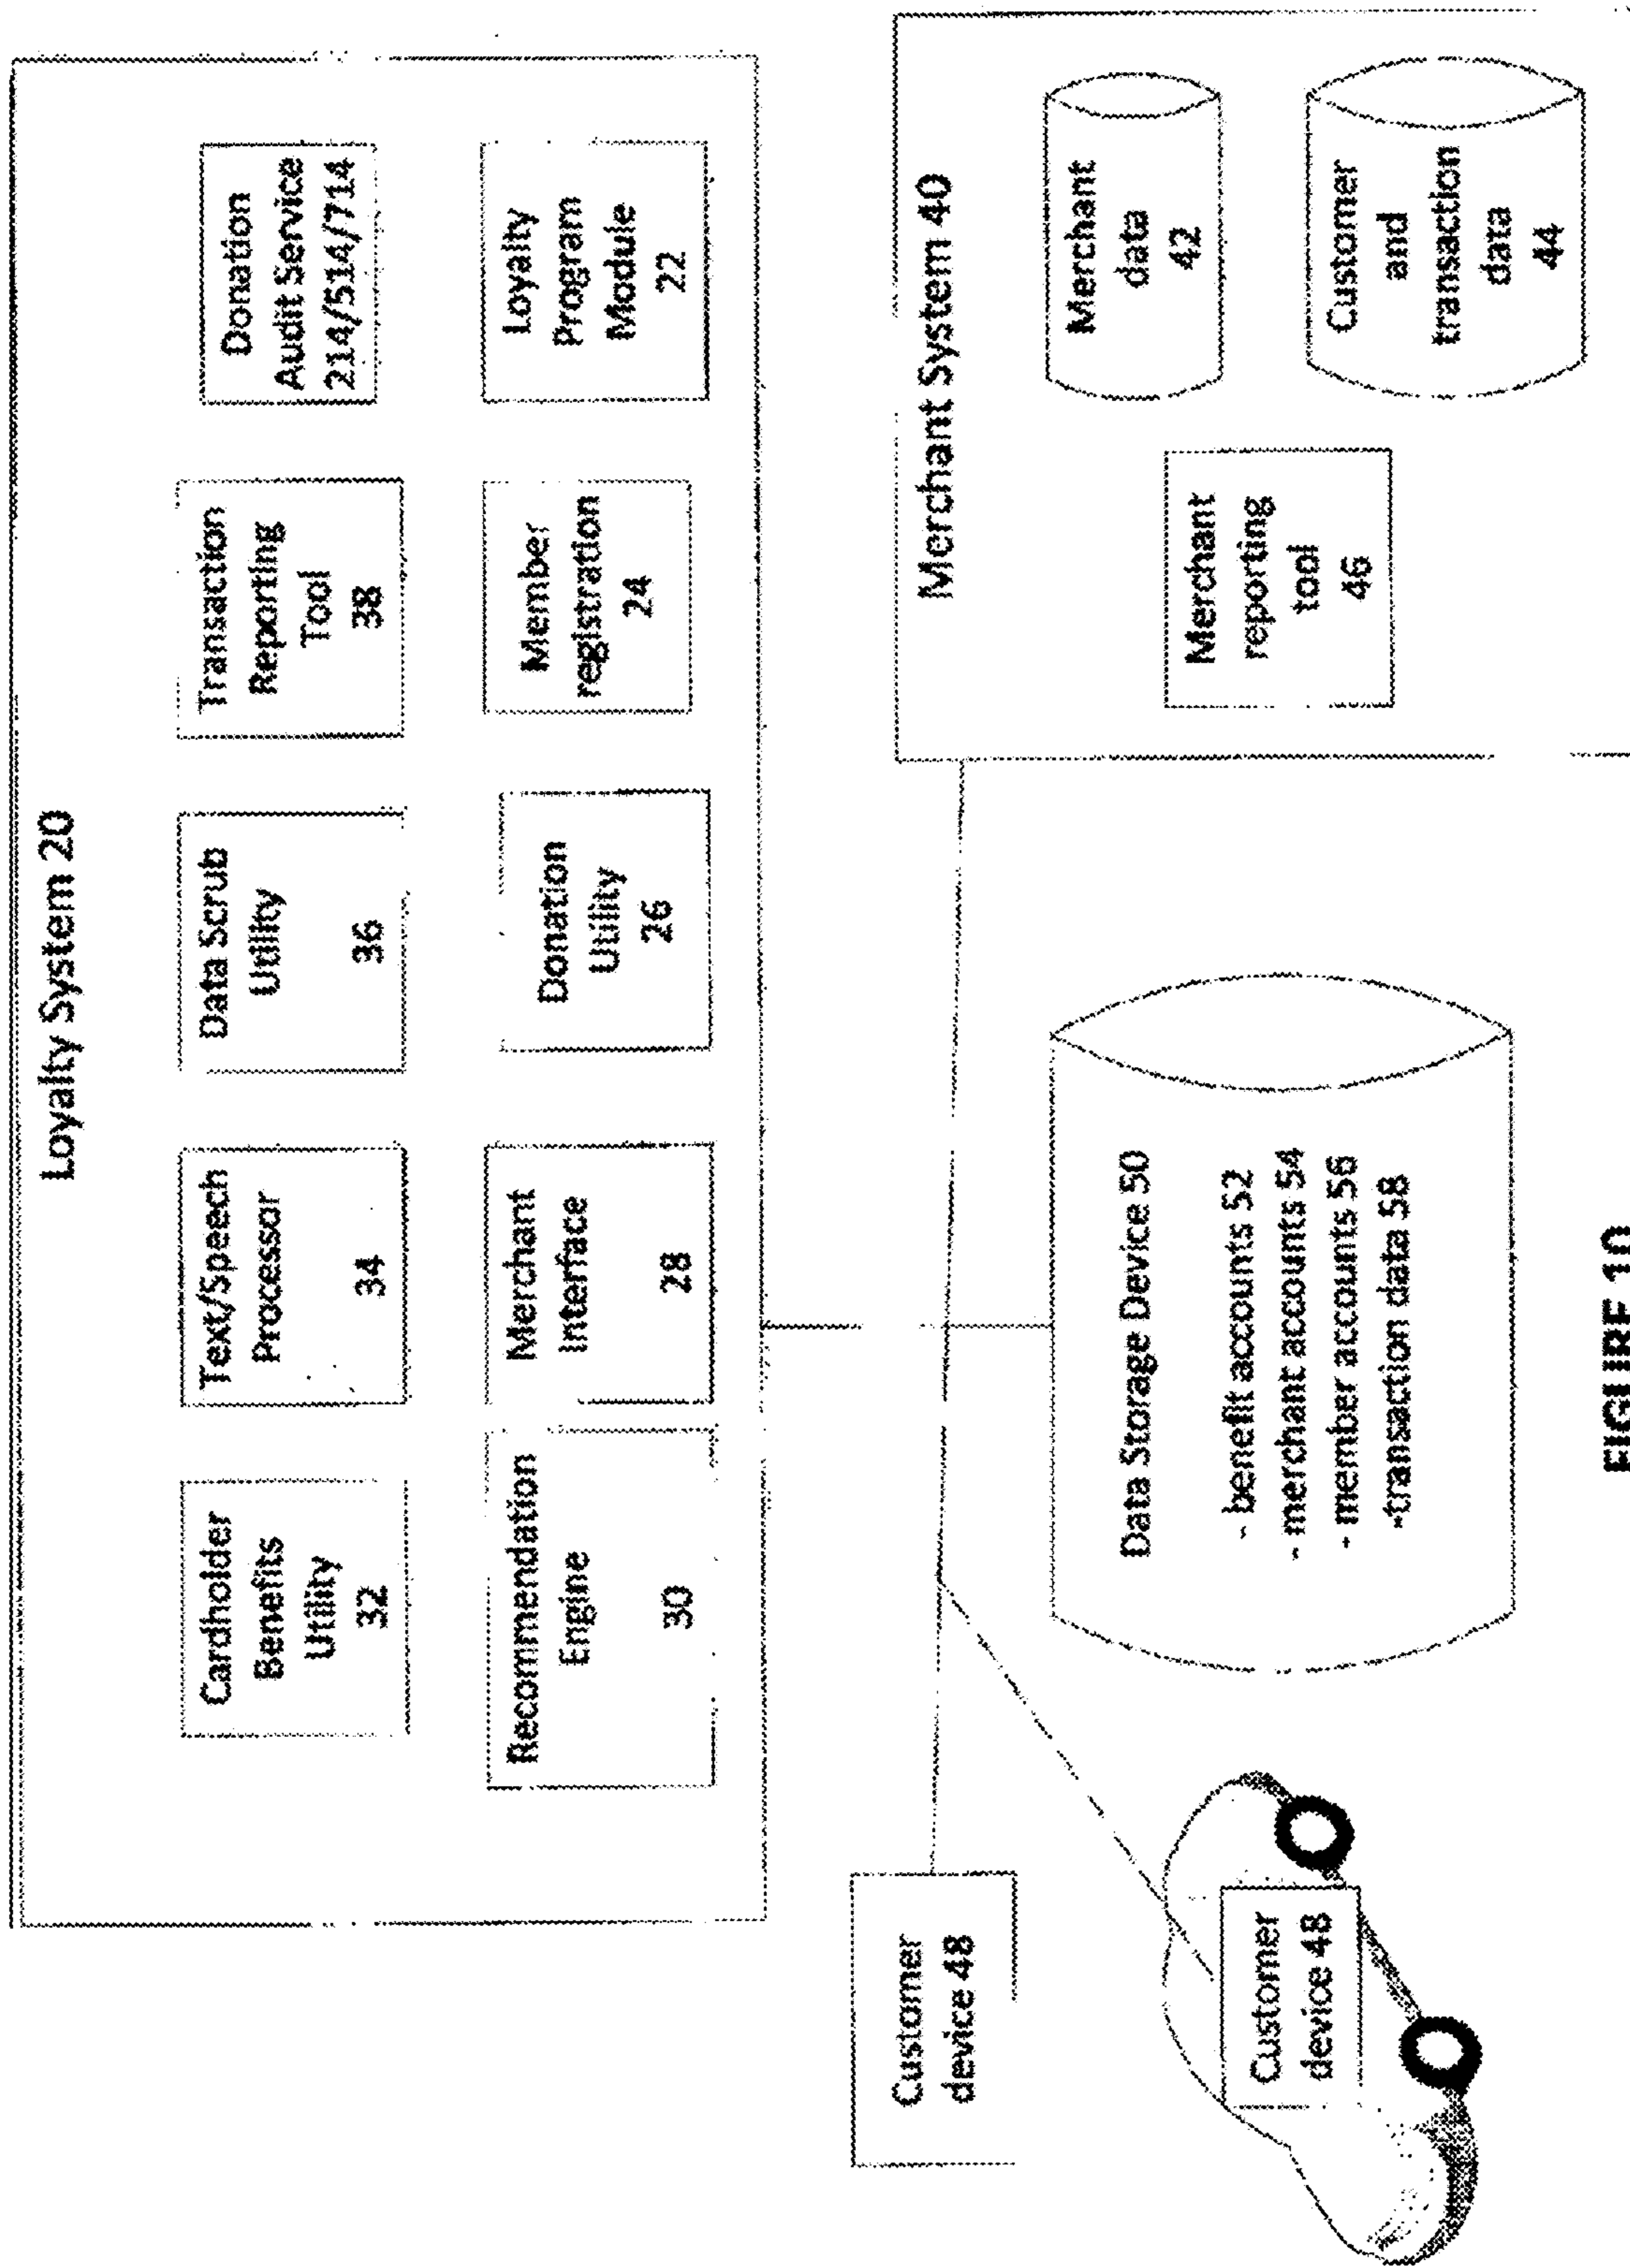 Loyalty System 20
Cardholder
Benefits
Utility
32
Text/Speech
Processor
34
Data Scrub
Utility
36
Transaction
Reporting
Tool
38
Donation
Audit Service
214/514/714
Recommendation
Engine
30
Merchant
Interface
28
Donation
Utility
26
Member
registration
24
Loyalty
Program
Module
22
Customer
device 48
Customer
device 48
Data Storage Device 50
- benefit accounts 52
- merchant accounts 54
- member accounts 56
-transaction data 58
Merchant System 40
Merchant
reporting
tool
46
Merchant
data
42
Customer
and
transaction
data
44
FIGURE 10